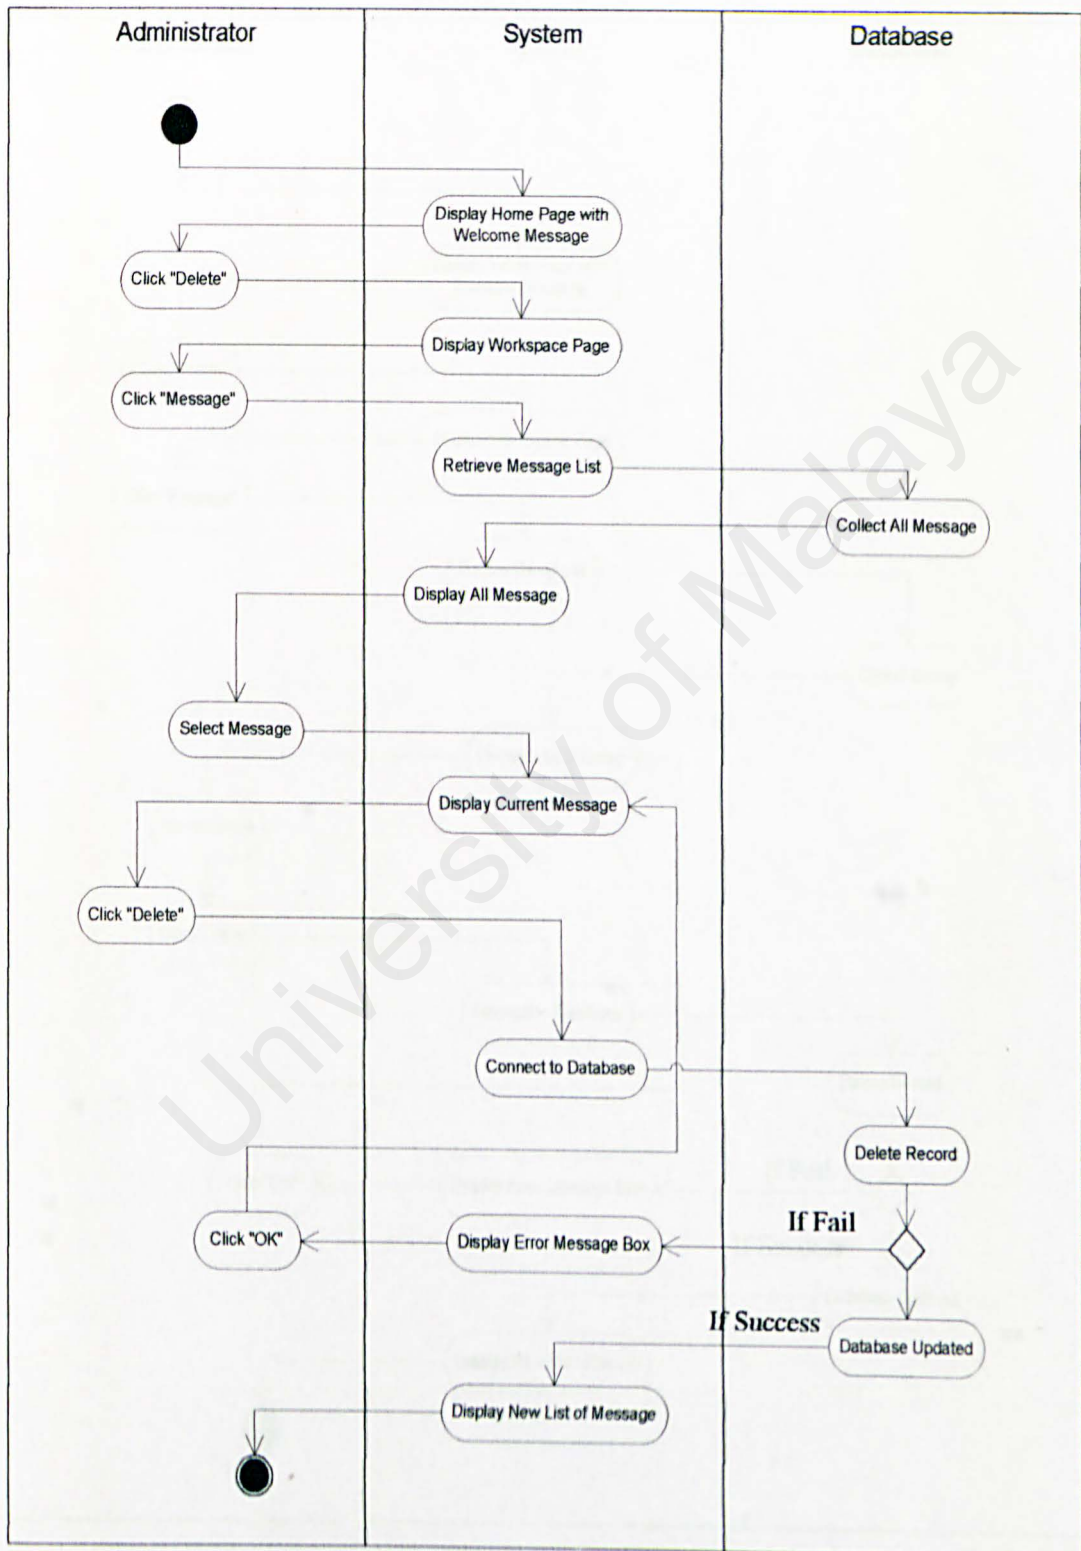 Administrator
System
Database
Display Home Page with
Welcome Message
Click "Delete"
Display Workspace Page
Click "Message"
Retrieve Message List
Collect All Message
Display All Message
Select Message
Display Current Message
Click "Delete"
Connect to Database
Delete Record
If Fail
Click "OK"
Display Error Message Box
If Success
Database Updated
Display New List of Message
University of Malaya